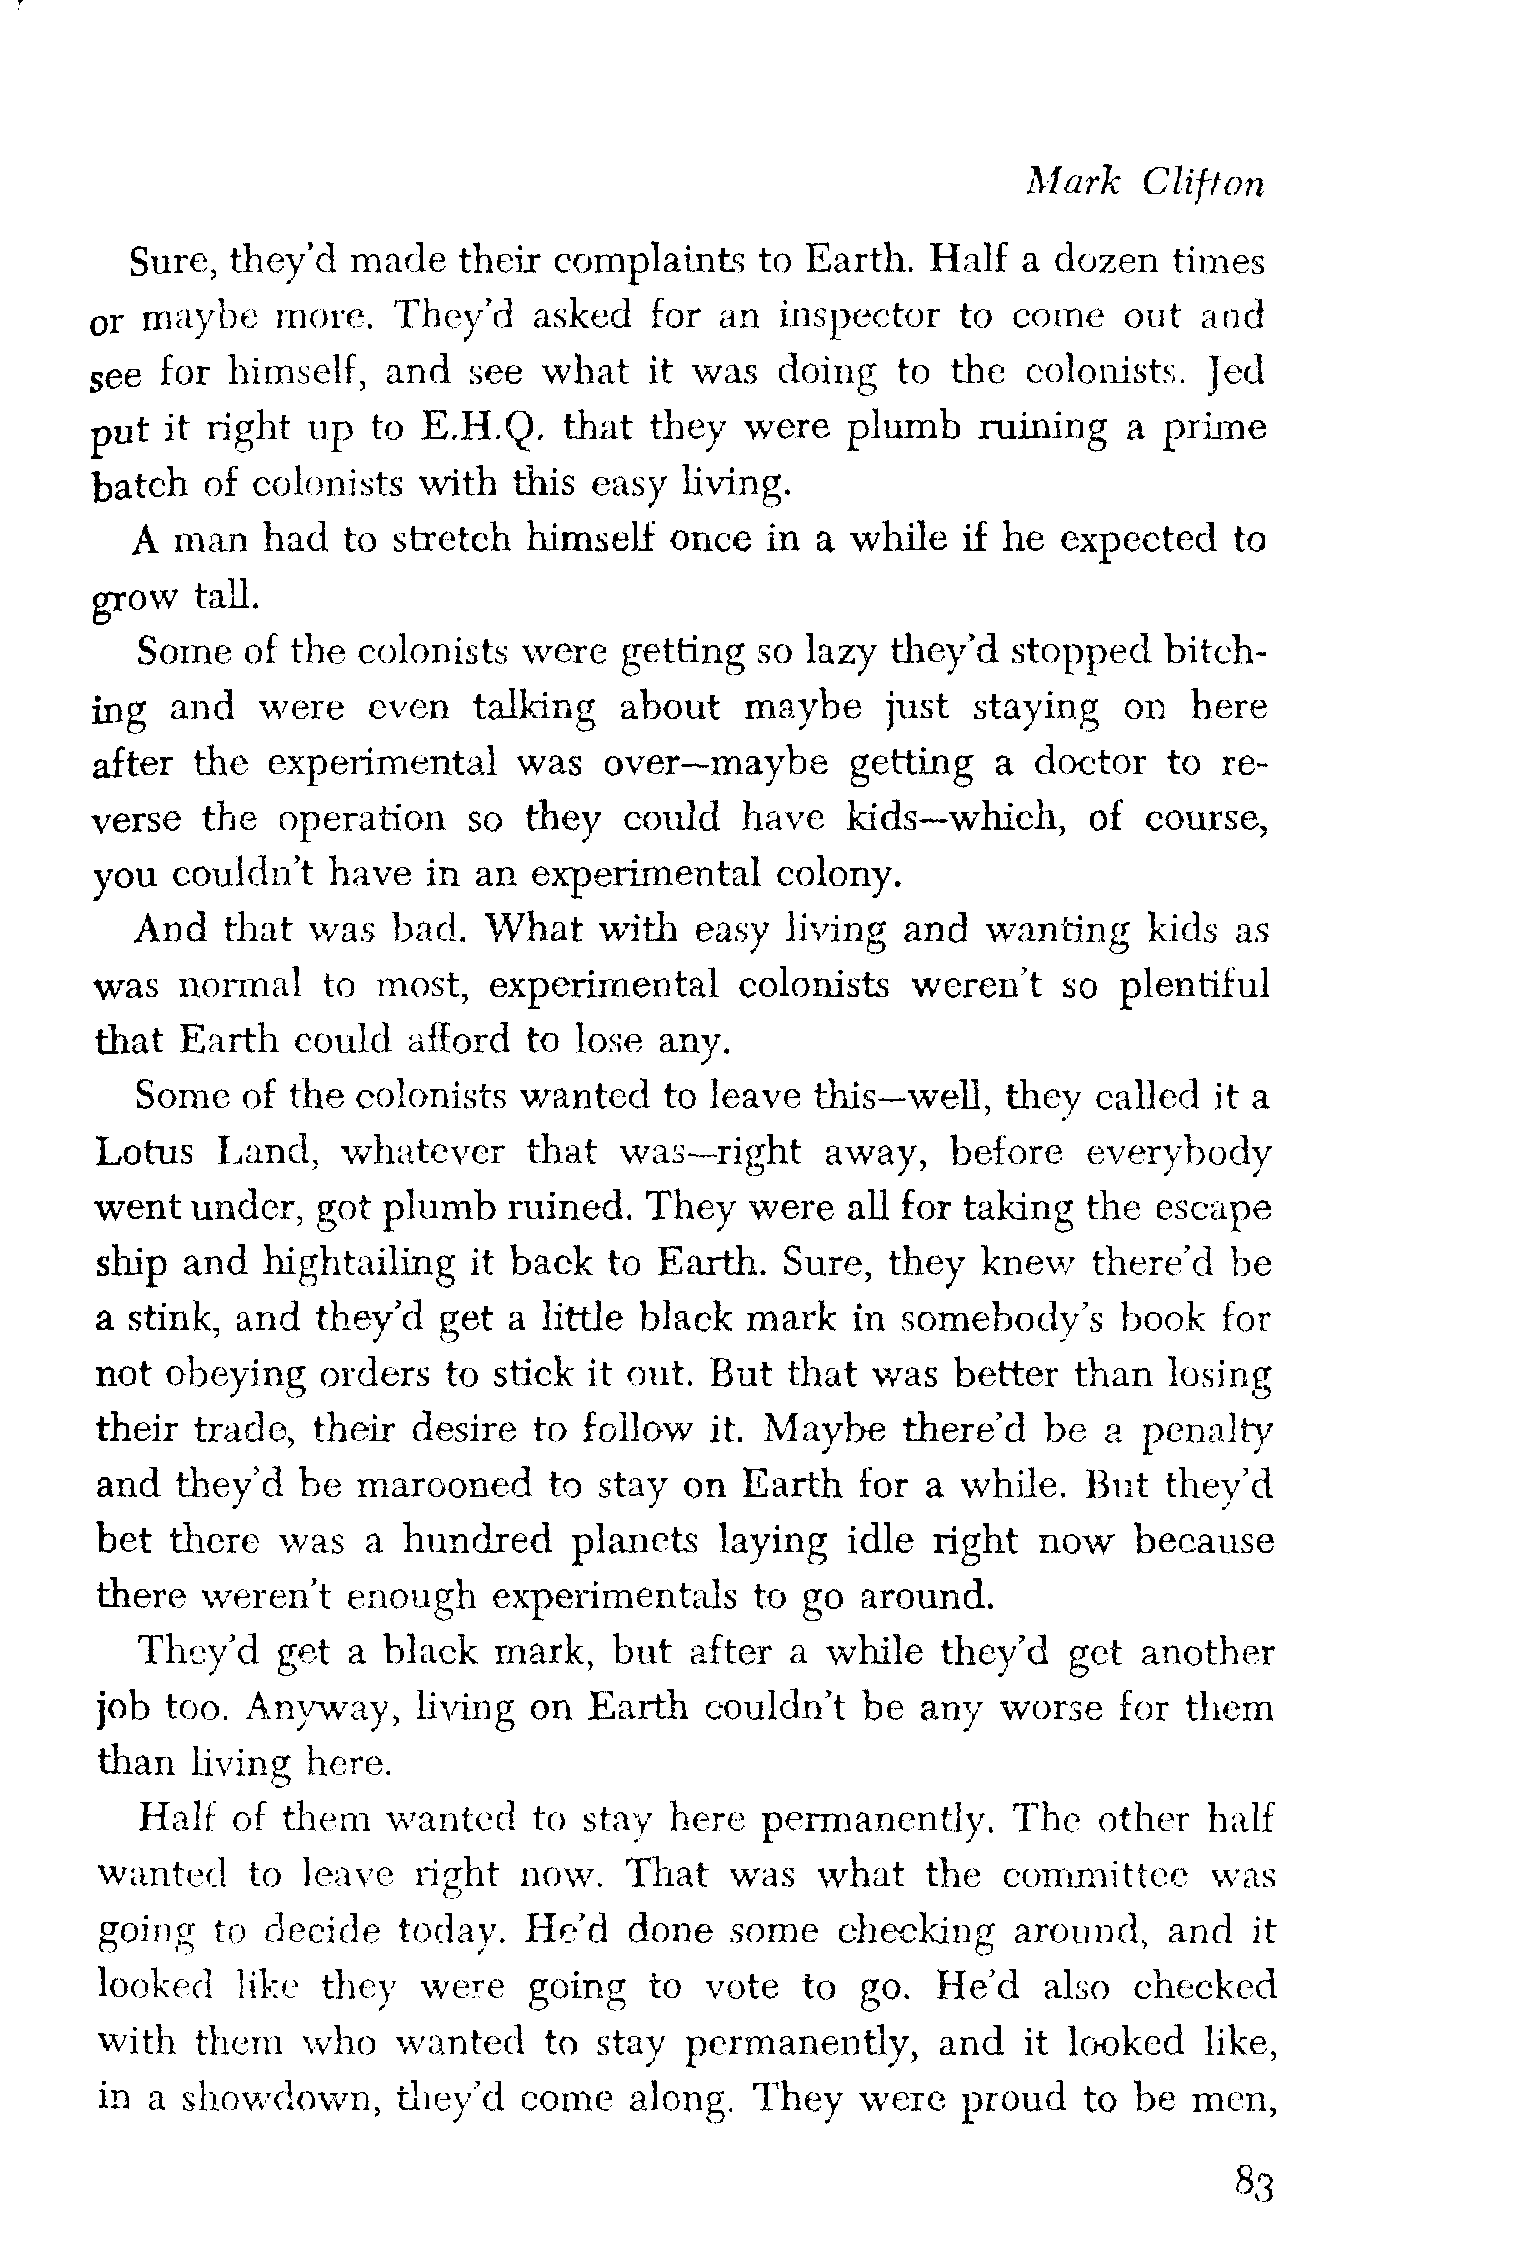 Mark Clifton
Sure, they'd made their complaints to Earth. Half a dozen times
or maybe more. They'd asked for an inspector to come out and
see for himself, and see what it was doing to the colonists. Jed
put it right up to E.H.Q. that they were plumb ruining a prime
batch of colonists with this easy living.
A man had to stretch himself once in a while if he expected to
grow tall.
Some of the colonists were getting so lazy they'd stopped bitch-
ing and were even talking about maybe just staying on here
after the experimental was over—maybe getting a doctor to re-
verse the operation so they could have kids—which, of course,
you couldn't have in an experimental colony.
And that was bad. What with easy living and wanting kids as
was normal to most, experimental colonists weren't so plentiful
that Earth could afford to lose any.
Some of the colonists wanted to leave this—well, they called it a
Lotus Land, whatever that was—right away, before everybody
went under, got plumb ruined. They were all for taking the escape
ship and hightailing it back to Earth. Sure, they knew there'd be
a stink, and they'd get a little black mark in somebody's book for
not obeying orders to stick it out. But that was better than losing
their trade, their desire to follow it. Maybe there'd be a penalty
and they'd be marooned to stay on Earth for a while. But they'd
bet there was a hundred planets laying idle right now because
there weren't enough experimentals to go around.
They'd get a black mark, but after a while they'd get another
job too. Anyway, living on Earth couldn't be any worse for them
than living here.
Half of them wanted to stay here permanently. The other half
wanted to leave right now. That was what the committee was
going to decide today. He'd done some checking around, and it
looked like they were going to vote to go. He'd also checked
with them who wanted to stay permanently, and it looked like,
in a showdown, they'd come along. They were proud to be men,
83